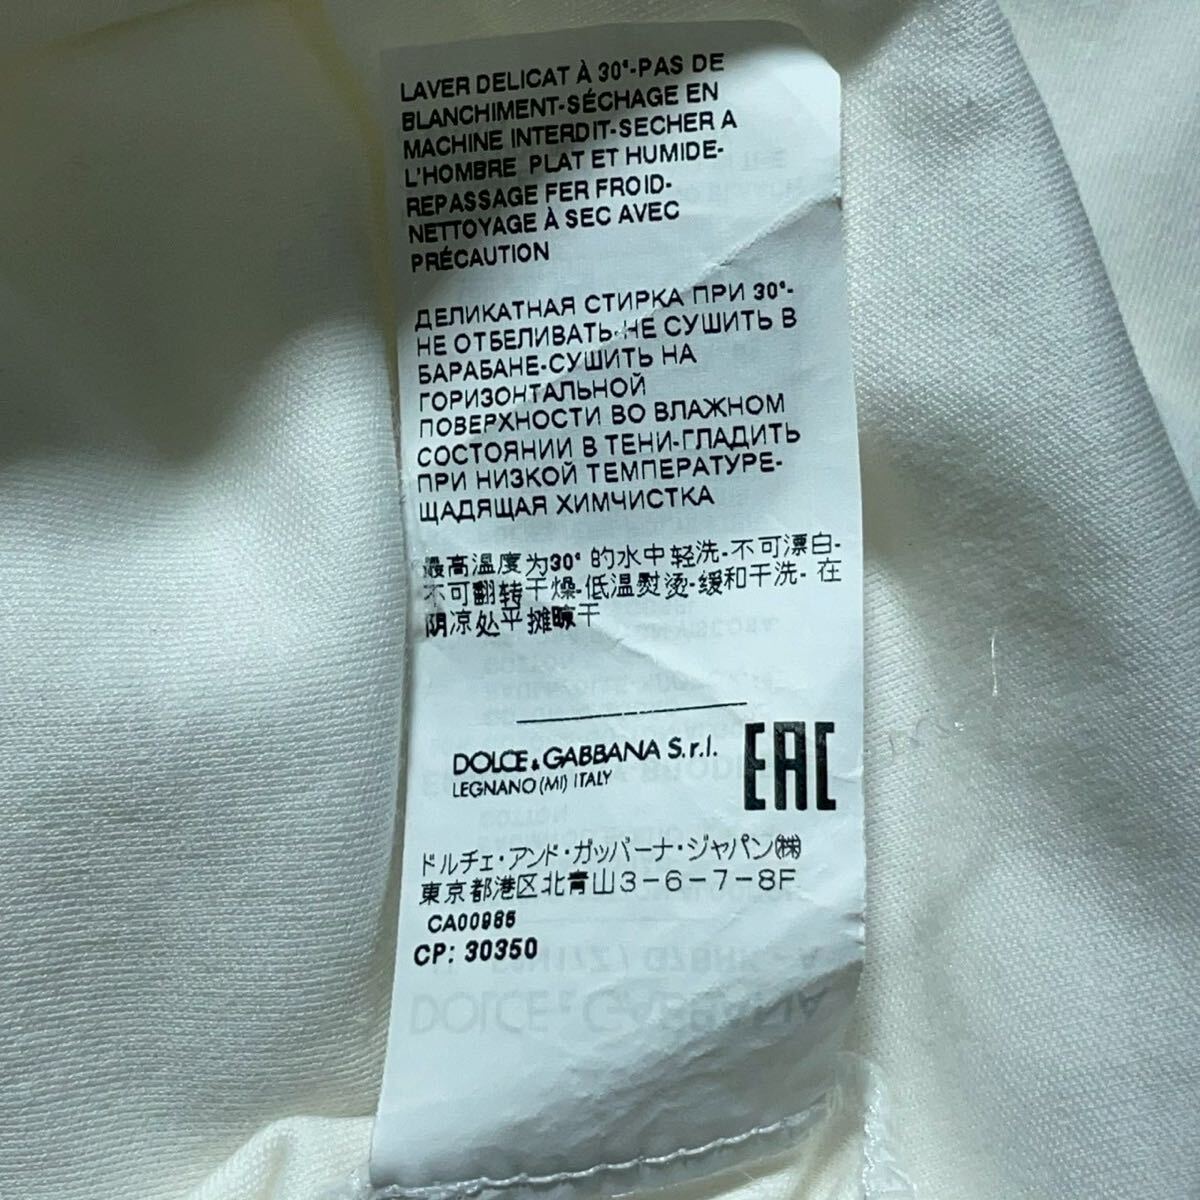 LAVER DELICAT À 30°-PAS DE
BLANCHIMENT-SÉCHAGE EN
MACHINE INTERDIT-SECHER A
L'HOMBRE PLAT ET HUMIDE-
REPASSAGE FER FROID-
NETTOYAGE À SEC AVEC
PRÉCAUTION
ДЕЛИКАТНАЯ СТИРКА ПРИ 30°-
НЕ ОТБЕЛИВАТЬ-НЕ СУШИТЬ В
БАРАБАНЕ-СУШИТЬ НА
ГОРИЗОНТАЛЬНОЙ
ПОВЕРХНОСТИ ВО ВЛАЖНОМ
СОСТОЯНИИ В ТЕНИ-ГЛАДИТЬ
ПРИ НИЗКОЙ ТЕМПЕРАТУРЕ-
ЩАДЯЩАЯ ХИМЧИСТКА
最高温度为30° 的水中轻洗-不可漂白-
不可翻转干燥-低温熨烫-缓和干洗- 在
阴凉处平摊晾干
DOLCE & GABBANA S.r.l.
LEGNANO (MI) ITALY
EAC
ドルチェ・アンド・ガッバーナ・ジャパン㈱
東京都港区北青山3-6-7-8F
CA00985
CP: 30350